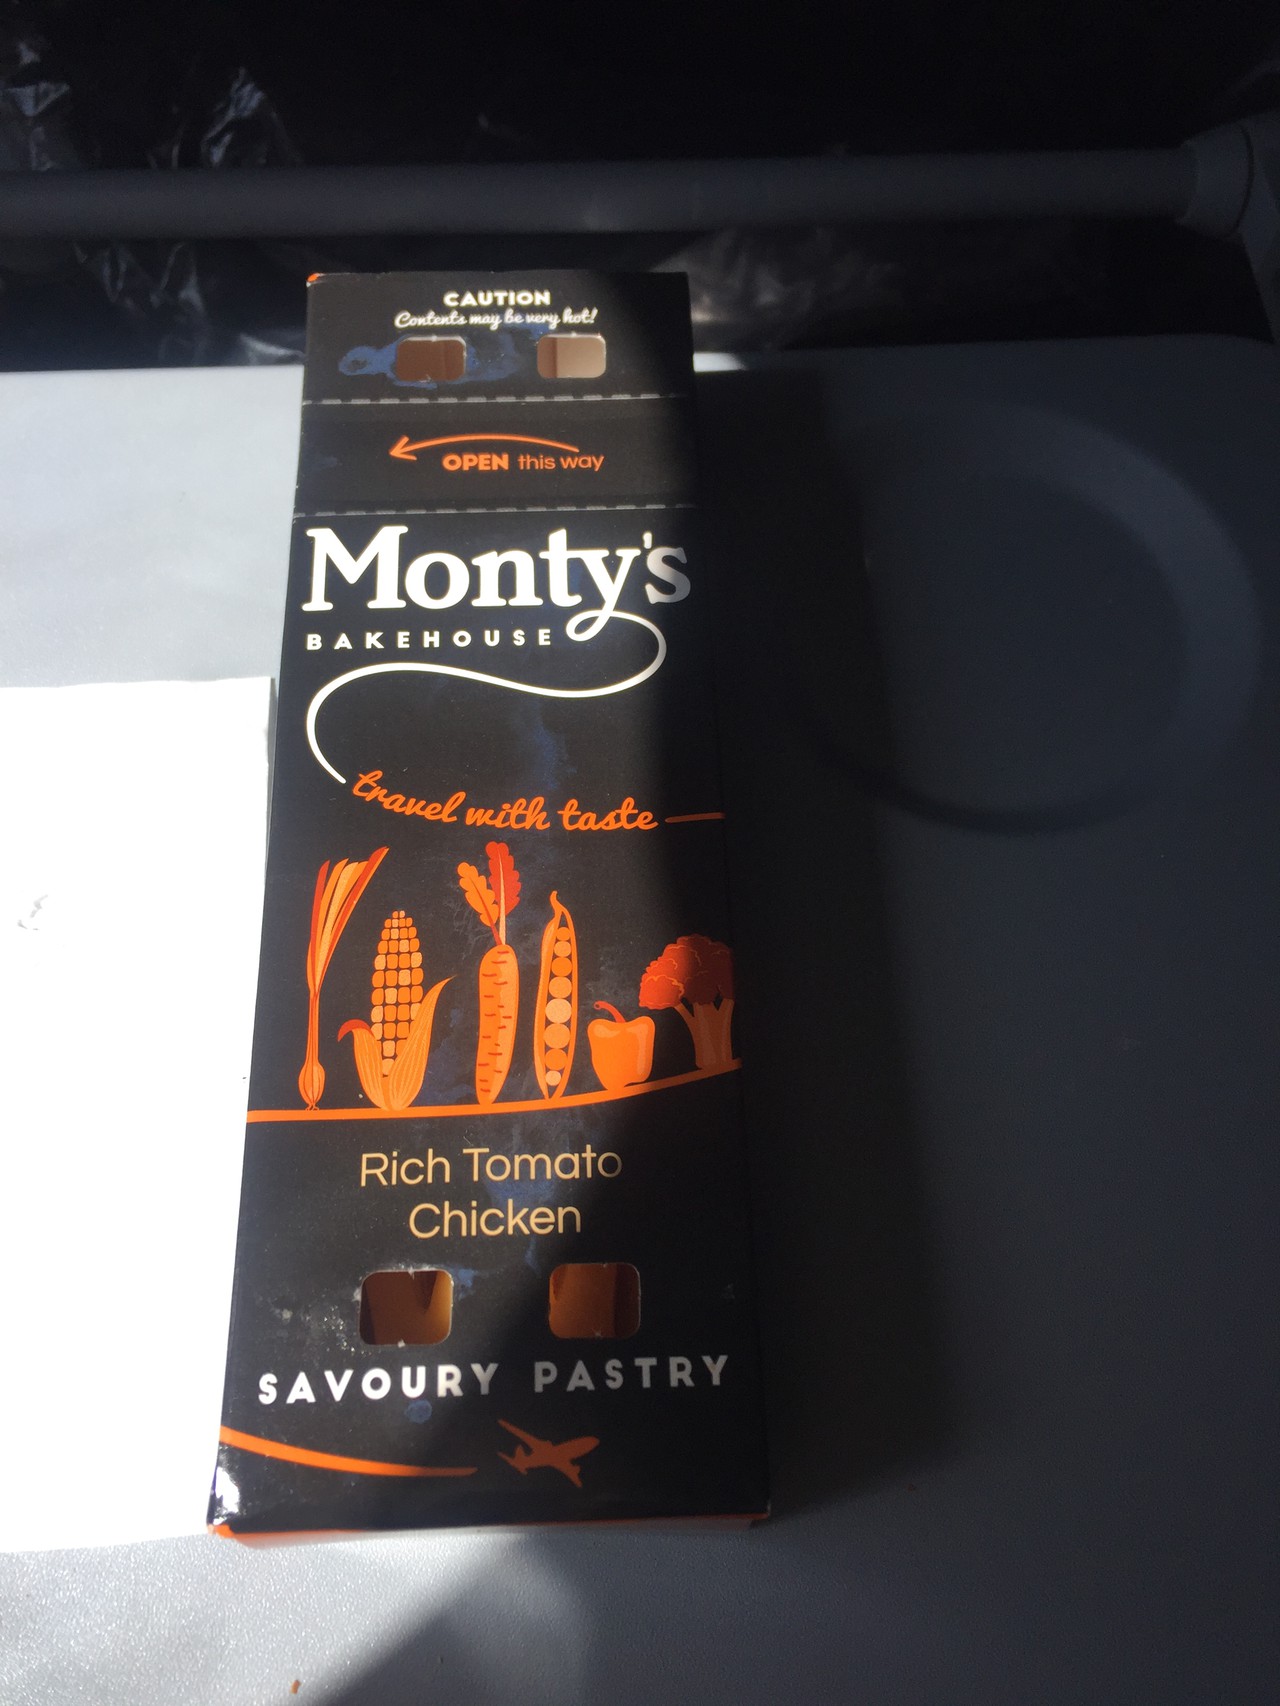 CAUTION
Contents may be very hot!
OPEN this way
Monty's
BAKEHOUSE
travel with taste
Rich Tomato
Chicken
SAVOURY PASTRY